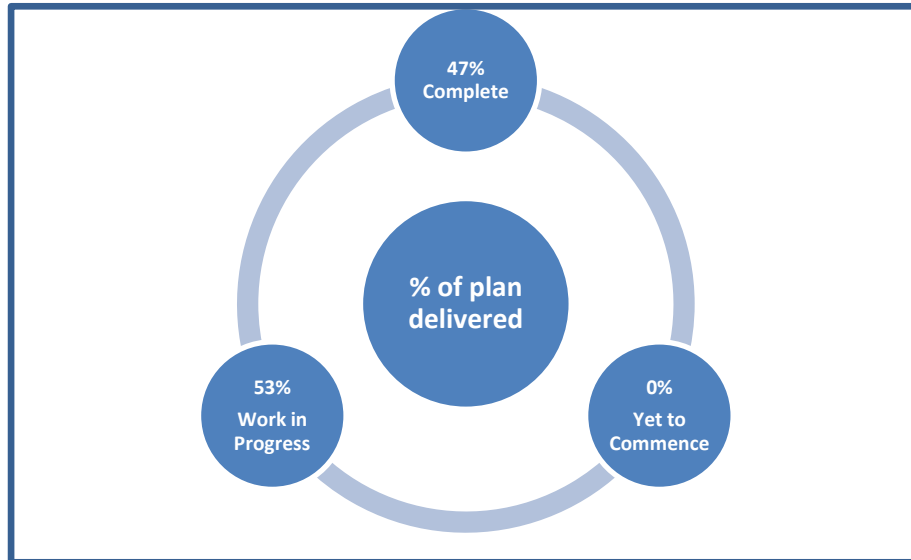 47%
Complete
% of plan
delivered
53%
Work in
Progress
0%
Yet to
Commence